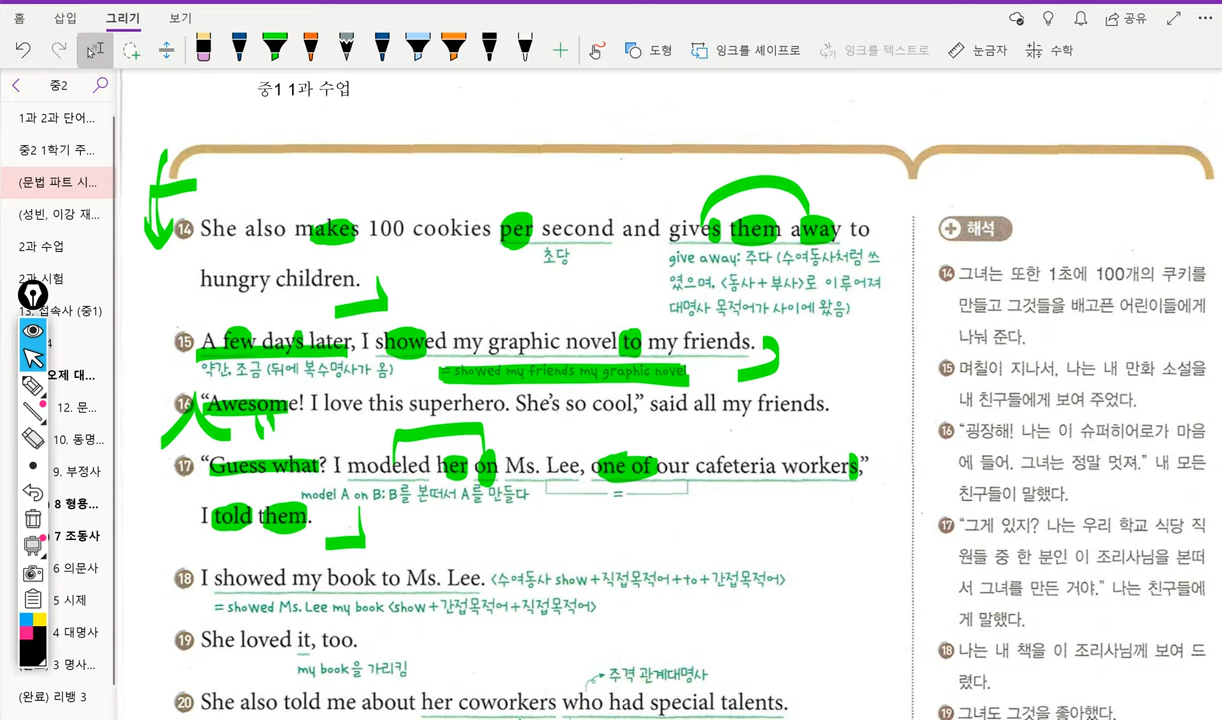 홈 삽입 그리기 보기
공유
도형 잉크를 셰이프로 잉크를 텍스트로 눈금자 수학
중2
1과 2과 단어...
중2 1학기 주...
(문법 파트 시...
(성빈, 이강 재...
2과 수업
2과 시험
13. 접속사 (중1)
4
오제 대...
12. 문...
10. 동명...
9. 부정사
8 형용...
7 조동사
6 의문사
5 시제
4 대명사
3 명사...
(완료) 리뱅 3
중1 1과 수업
14 She also makes 100 cookies per second and gives them away to
초당
give away: 주다 (수여동사처럼 쓰
였으며, <동사+부사>로 이루어져
대명사 목적어가 사이에 왔음)
hungry children.
15 A few days later, I showed my graphic novel to my friends.
약간, 조금 (뒤에 복수명사가 옴)
= showed my friends my graphic novel
16 “Awesome! I love this superhero. She’s so cool,” said all my friends.
17 “Guess what? I modeled her on Ms. Lee, one of our cafeteria workers,”
model A on B: B를 본떠서 A를 만들다
=
I told them.
18 I showed my book to Ms. Lee. <수여동사 show+직접목적어+to+간접목적어>
= showed Ms. Lee my book <show+간접목적어+직접목적어>
19 She loved it, too.
my book을 가리킴
주격 관계대명사
20 She also told me about her coworkers who had special talents.
해석
14 그녀는 또한 1초에 100개의 쿠키를
만들고 그것들을 배고픈 어린이들에게
나눠 준다.
15 며칠이 지나서, 나는 내 만화 소설을
내 친구들에게 보여 주었다.
16 “굉장해! 나는 이 슈퍼히어로가 마음
에 들어. 그녀는 정말 멋져.” 내 모든
친구들이 말했다.
17 “그게 있지? 나는 우리 학교 식당 직
원들 중 한 분인 이 조리사님을 본떠
서 그녀를 만든 거야.” 나는 친구들에
게 말했다.
18 나는 내 책을 이 조리사님께 보여 드
렸다.
19 그녀도 그것을 좋아했다.